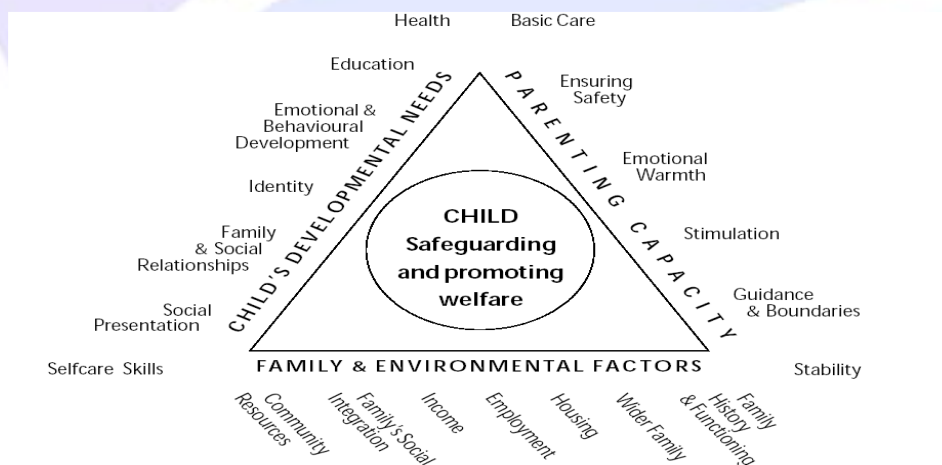 Health
Basic Care
Education
Ensuring
Safety
Emotional &
Behavioural
Development
Emotional
Warmth
Identity
Stimulation
Family
& Social
Relationships
Guidance
& Boundaries
Social
Presentation
Selfcare Skills
Stability
CHILD'S DEVELOPMENTAL NEEDS
PARENTING CAPACITY
CHILD
Safeguarding
and promoting
welfare
FAMILY & ENVIRONMENTAL FACTORS
Community
Resources
Family's Social
Integration
Income
Employment
Housing
Wider Family
Family
History
& Functioning